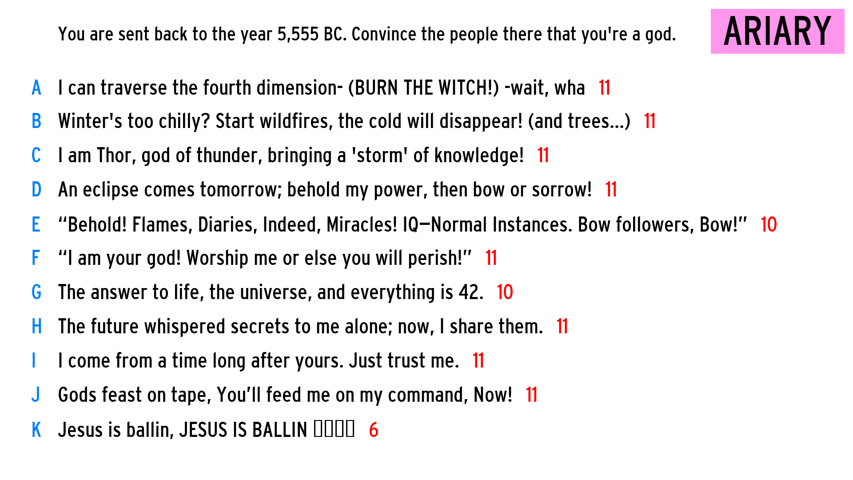 You are sent back to the year 5,555 BC. Convince the people there that you're a god.
ARIARY
A I can traverse the fourth dimension- (BURN THE WITCH!) -wait, wha 11
B Winter's too chilly? Start wildfires, the cold will disappear! (and trees...) 11
C I am Thor, god of thunder, bringing a 'storm' of knowledge! 11
D An eclipse comes tomorrow; behold my power, then bow or sorrow! 11
E “Behold! Flames, Diaries, Indeed, Miracles! IQ—Normal Instances. Bow followers, Bow!” 10
F “I am your god! Worship me or else you will perish!” 11
G The answer to life, the universe, and everything is 42. 10
H The future whispered secrets to me alone; now, I share them. 11
I I come from a time long after yours. Just trust me. 11
J Gods feast on tape, You’ll feed me on my command, Now! 11
K Jesus is ballin, JESUS IS BALLIN 6